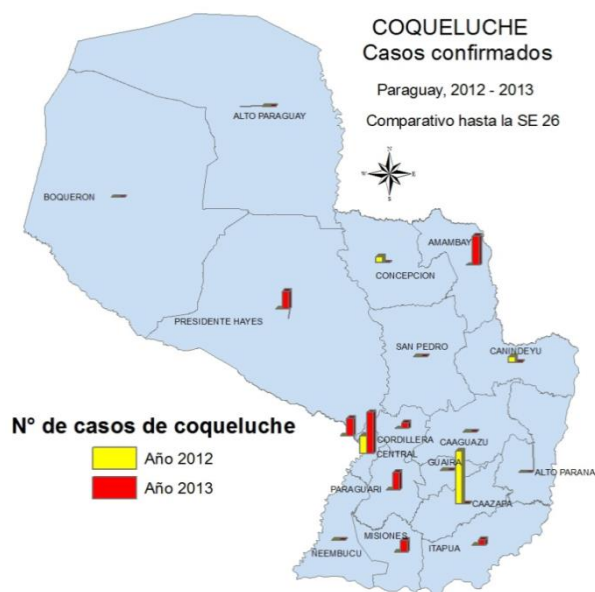 COQUELUCHE
Casos confirmados
Paraguay, 2012 - 2013
Comparativo hasta la SE 26
ALTO PARAGUAY
BOQUERON
N
W
E
S
AMAMBAY
CONCEPCION
PRESIDENTE HAYES
SAN PEDRO
CANINDEYU
N° de casos de coqueluche
Año 2012
Año 2013
CORDILLERA
CAAGUAZU
CENTRAL
GUAIRA
ALTO PARANA
PARAGUARI
CAAZAPA
MISIONES
ITAPUA
ÑEEMBUCU